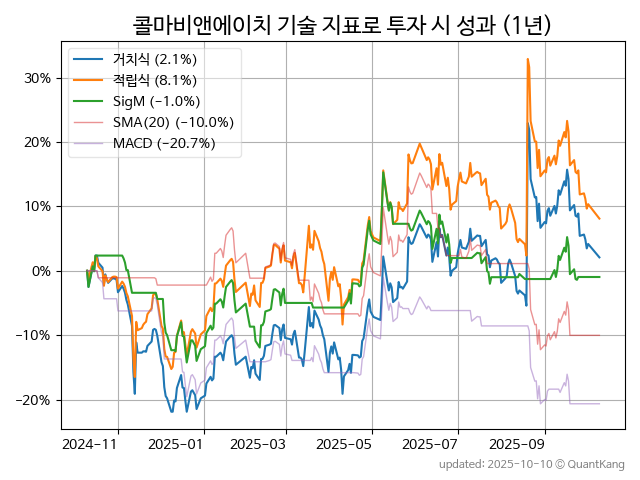 콜마비앤에이치 기술 지표로 투자 시 성과 (1년)
거치식 (2.1%)
적립식 (8.1%)
SigM (−1.0%)
SMA(20) (−10.0%)
MACD (−20.7%)
30%
20%
10%
0%
−10%
−20%
2024-11
2025-01
2025-03
2025-05
2025-07
2025-09
updated: 2025-10-10 © QuantKang